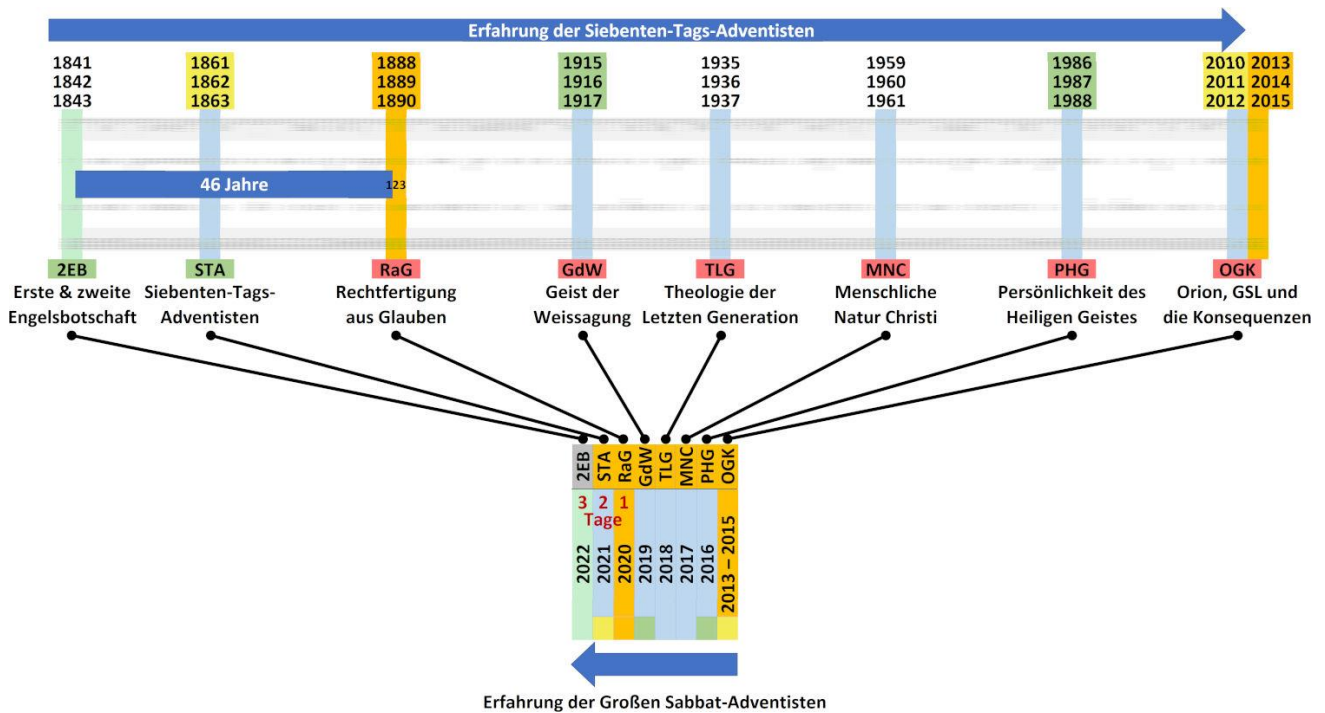 Erfahrung der Siebenten-Tags-Adventisten
1841 1861 1888 1915 1935 1959 1986 2010 2013
1842 1862 1889 1916 1936 1960 1987 2011 2014
1843 1863 1890 1917 1937 1961 1988 2012 2015
46 Jahre 123
2EB STA RaG GdW TLG MNC PHG OGK
Erste & zweite Siebenten-Tags- Rechtfertigung Geist der Theologie der Menschliche Persönlichkeit des Orion, GSL und
Engelsbotschaft Adventisten aus Glauben Weissagung Letzten Generation Natur Christi Heiligen Geistes die Konsequenzen
2EB STA RaG GdW TLG MNC PHG OGK
3 2 1
Tage
2022 2021 2020 2019 2018 2017 2016 2013 – 2015
Erfahrung der Großen Sabbat-Adventisten